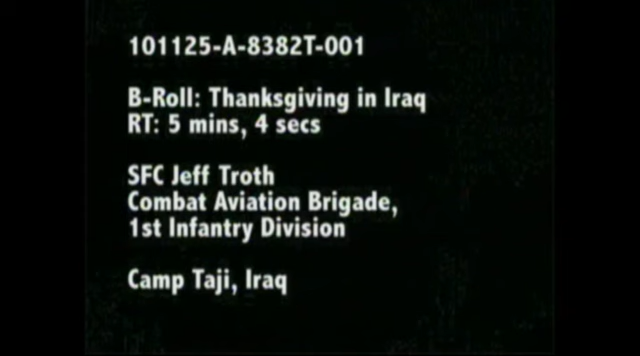 101125-A-8382T-001
B-Roll: Thanksgiving in Iraq
RT: 5 mins, 4 secs
SFC Jeff Troth
Combat Aviation Brigade,
1st Infantry Division
Camp Taji, Iraq